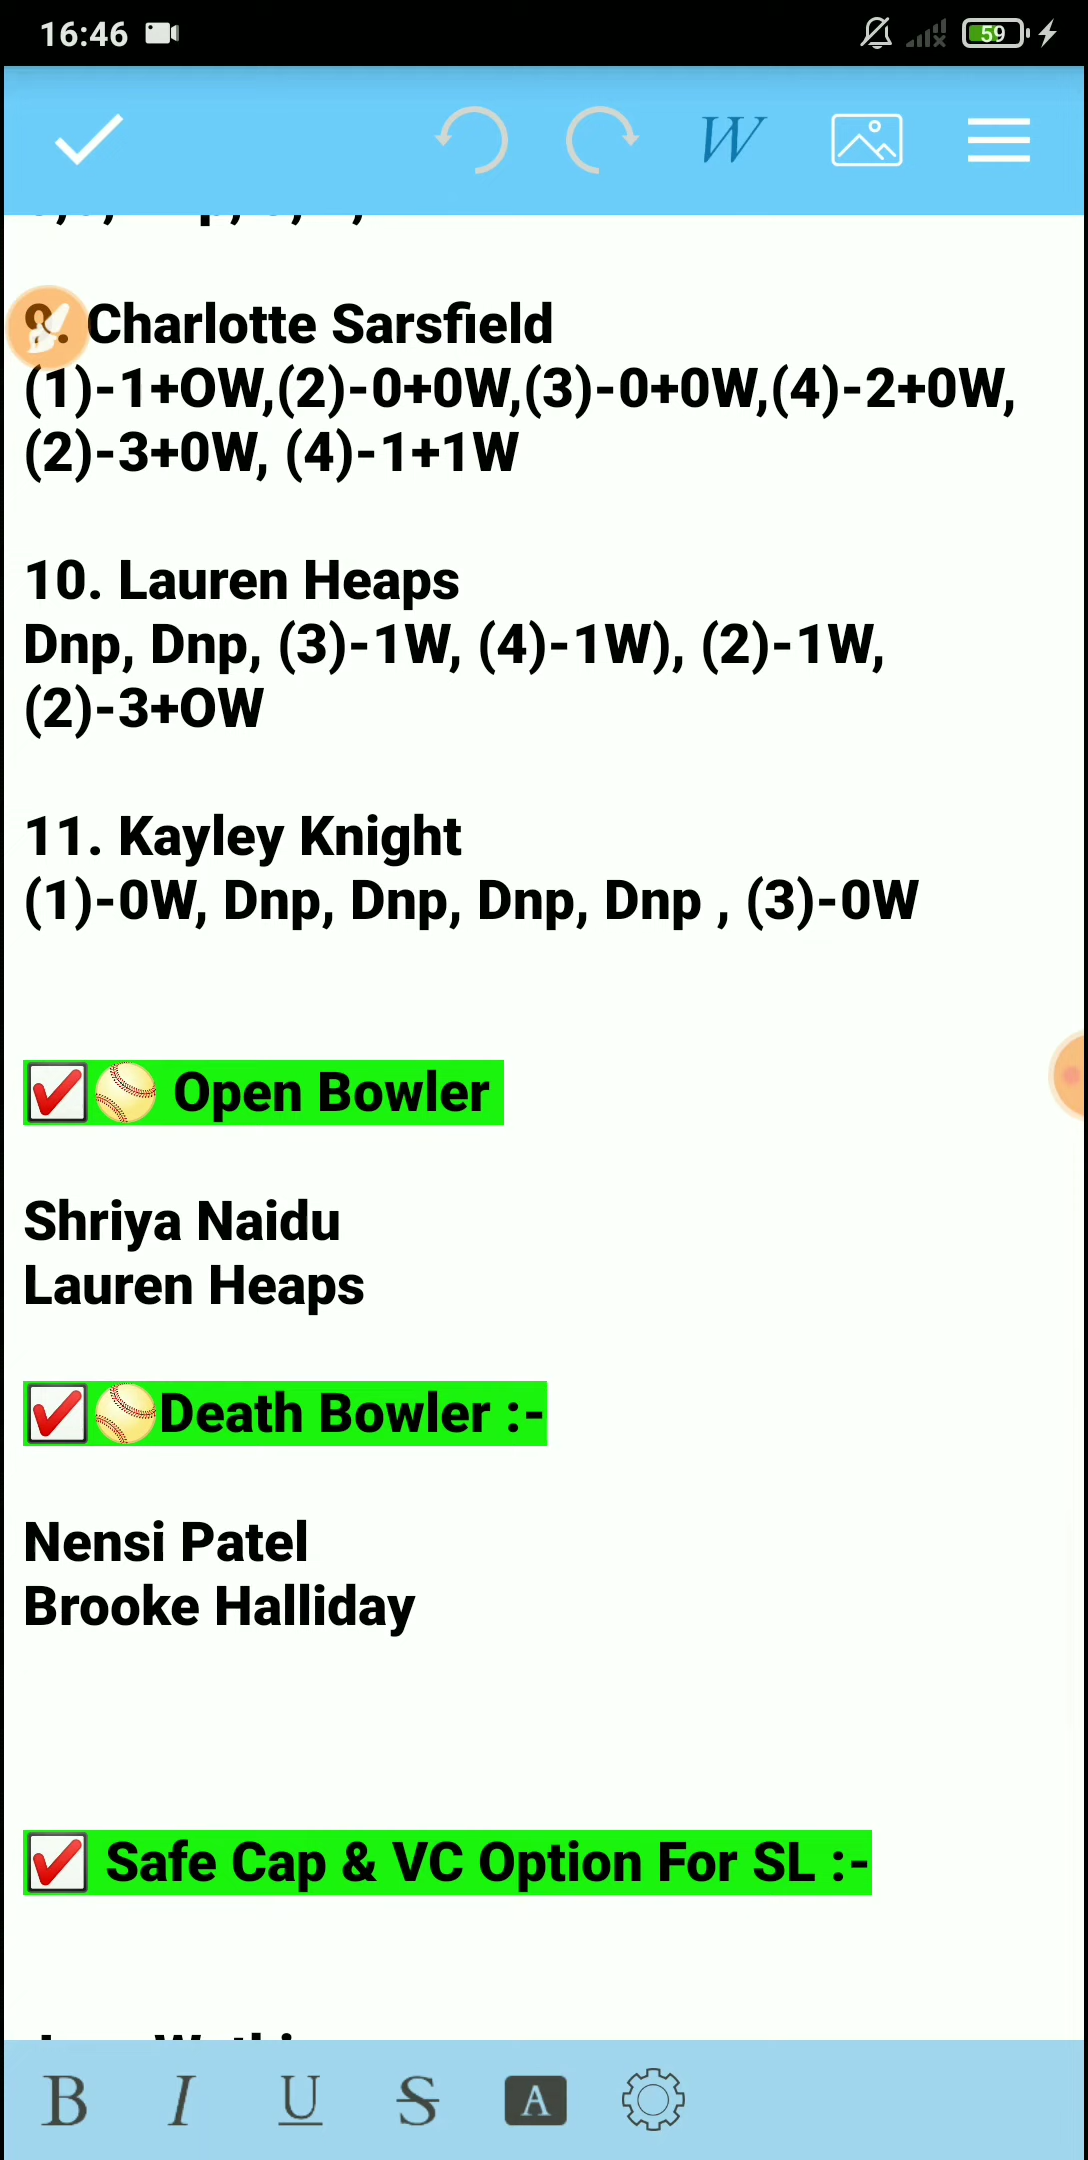 16:46
59
W
9. Charlotte Sarsfield
(1)-1+OW,(2)-0+0W,(3)-0+0W,(4)-2+0W,
(2)-3+0W, (4)-1+1W
10. Lauren Heaps
Dnp, Dnp, (3)-1W, (4)-1W), (2)-1W,
(2)-3+OW
11. Kayley Knight
(1)-0W, Dnp, Dnp, Dnp, Dnp , (3)-0W
Open Bowler
Shriya Naidu
Lauren Heaps
Death Bowler :-
Nensi Patel
Brooke Halliday
Safe Cap & VC Option For SL :-
B I U S A